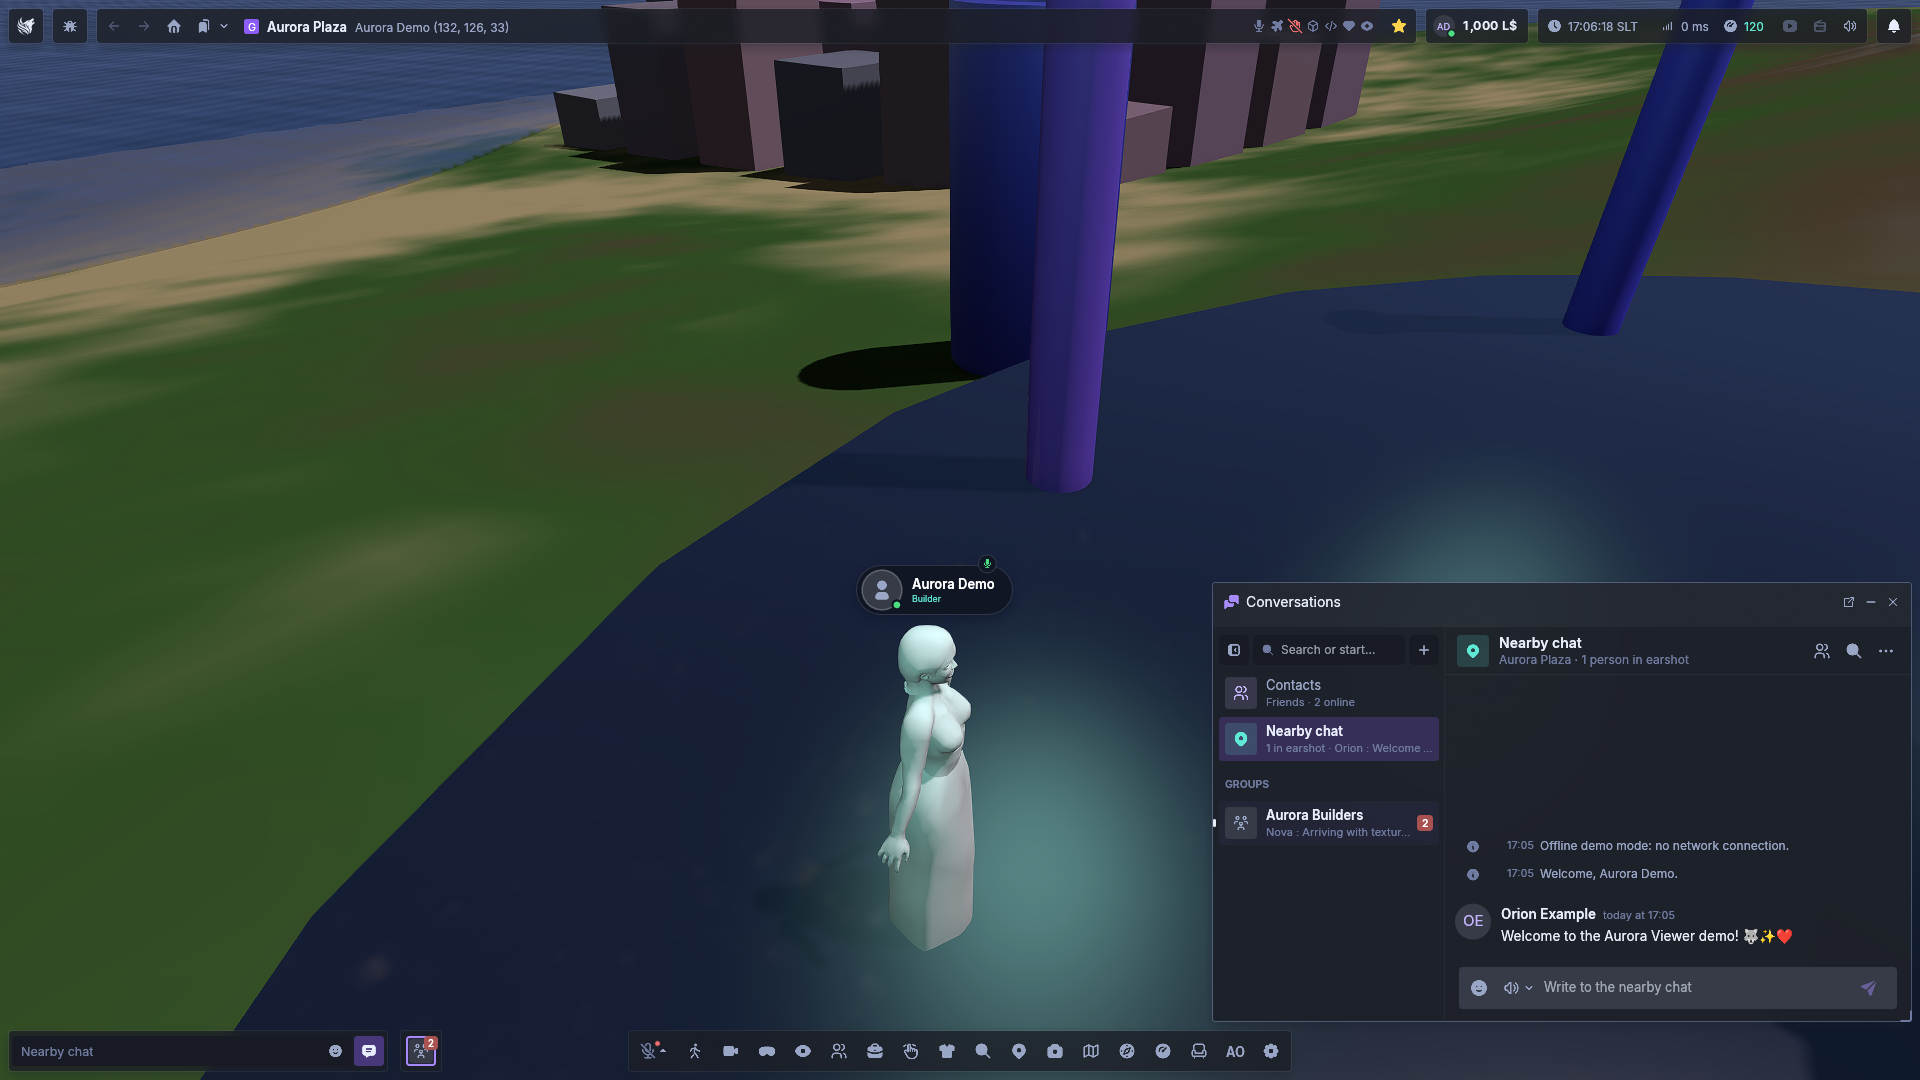 G Aurora Plaza Aurora Demo (132, 126, 33)
AD 1,000 L$
17:06:18 SLT
0 ms
120
Aurora Demo
Builder
Conversations
Search or start...
Contacts
Friends · 2 online
Nearby chat
1 in earshot · Orion : Welcome ...
GROUPS
Aurora Builders
Nova : Arriving with textur...
2
Nearby chat
Aurora Plaza · 1 person in earshot
17:05 Offline demo mode: no network connection.
17:05 Welcome, Aurora Demo.
OE
Orion Example today at 17:05
Welcome to the Aurora Viewer demo! 🐺✨❤️
Write to the nearby chat
Nearby chat
2
AO